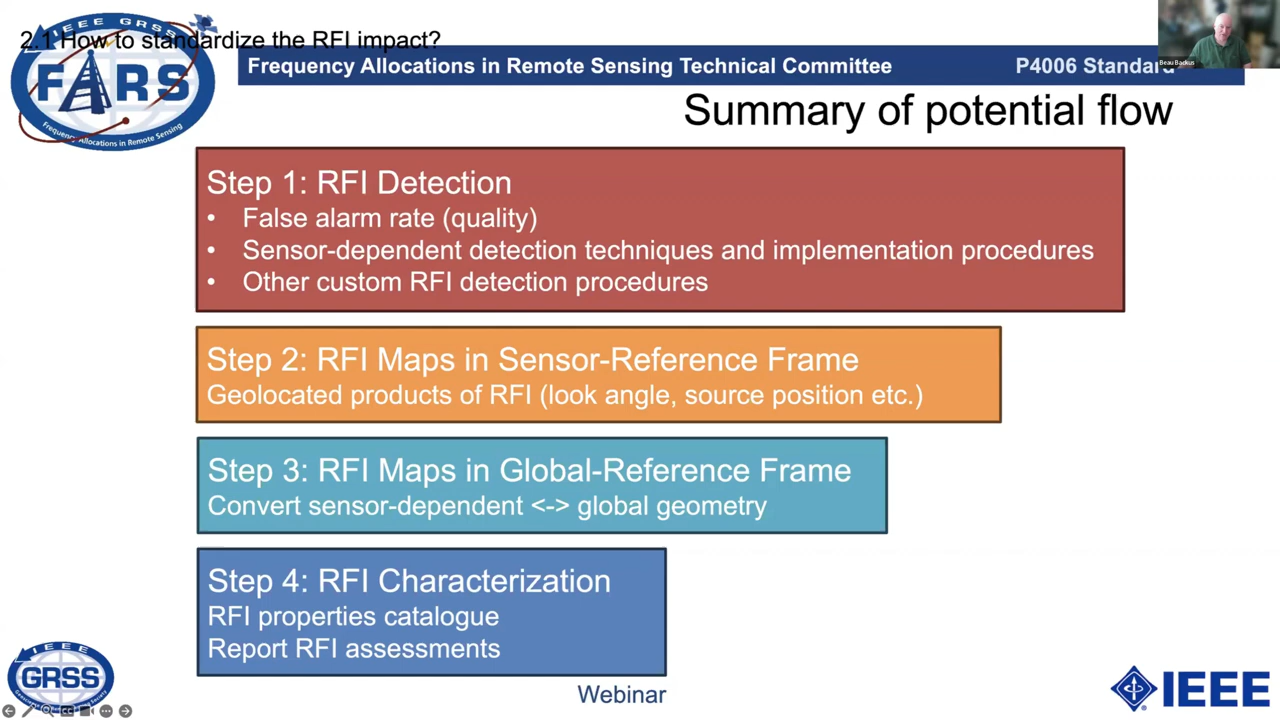 2.1 How to standardize the RFI impact?
IEEE GRSS
FARS
Frequency Allocations in Remote Sensing
Frequency Allocations in Remote Sensing Technical Committee
P4006 Standard
Beau Backus
Summary of potential flow
Step 1: RFI Detection
• False alarm rate (quality)
• Sensor-dependent detection techniques and implementation procedures
• Other custom RFI detection procedures
Step 2: RFI Maps in Sensor-Reference Frame
Geolocated products of RFI (look angle, source position etc.)
Step 3: RFI Maps in Global-Reference Frame
Convert sensor-dependent <-> global geometry
Step 4: RFI Characterization
RFI properties catalogue
Report RFI assessments
IEEE
GRSS
Webinar
IEEE